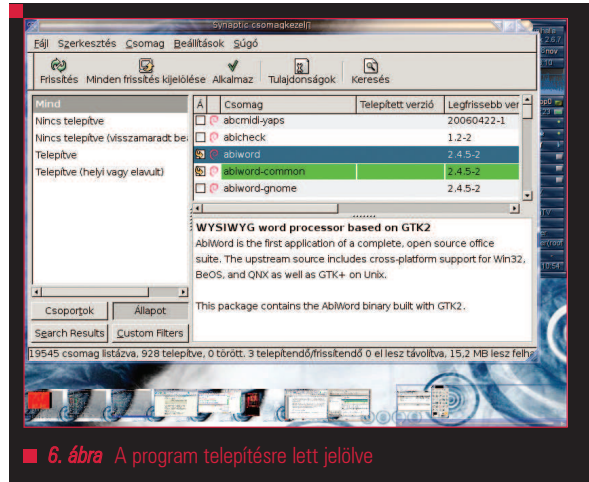 Synaptic csomagkezelő
Fájl Szerkesztés Csomag Beállítások Súgó
Frissítés Minden frissítés kijelölése Alkalmaz Tulajdonságok Keresés
Mind
Nincs telepítve
Nincs telepítve (visszamaradt be
Telepítve
Telepítve (helyi vagy elavult)
Á Csomag Telepített verzió Legfrissebb ver
abcmidi-yaps 20060422-1
abicheck 1.2-2
abiword 2.4.5-2
abiword-common 2.4.5-2
abiword-gnome 2.4.5-2
WYSIWYG word processor based on GTK2
AbiWord is the first application of a complete, open source office
suite. The upstream source includes cross-platform support for Win32,
BeOS, and QNX as well as GTK+ on Unix.
This package contains the AbiWord binary built with GTK2.
Csoportok Állapot
Search Results Custom Filters
19545 csomag listázva, 928 telepítve, 0 törött. 3 telepítendő/frissítendő 0 el lesz távolítva, 15,2 MB lesz felha
6. ábra A program telepítésre lett jelölve